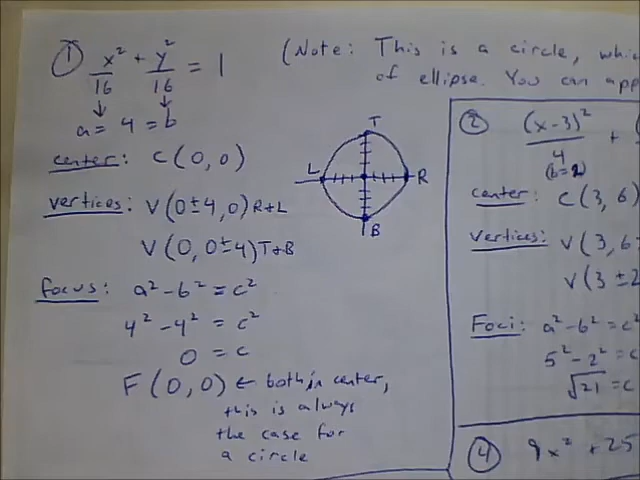 ① x²/16 + y²/16 = 1
a = 4 = b
center: C(0,0)
vertices: V(0±4,0) R+L
V(0,0±4) T+B
focus: a²-b²=c²
4²-4²=c²
0=c
F(0,0) ← both in center,
this is always
the case for
a circle
T
L
R
B
(Note: This is a circle,
of ellipse. You can
② (x-3)²/4 +
(b=2)
center: C(3,6)
vertices: V(3,6
V(3±2
Foci: a²-b²=c²
5²-2²=c
√21=c
④ 9x²+25